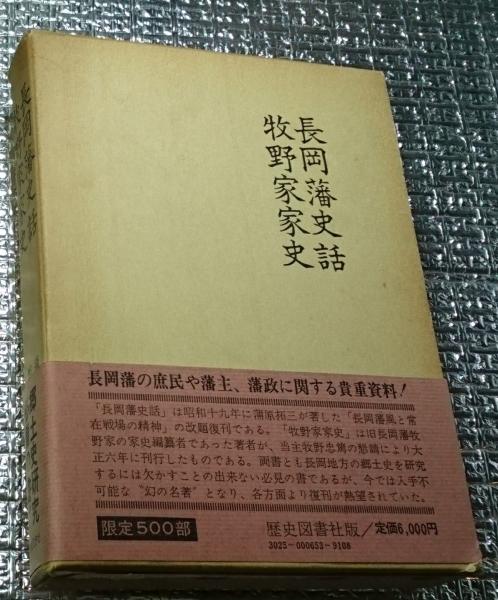 長岡藩史話
牧野家家史
長岡藩の庶民や藩主、藩政に関する貴重資料!
「長岡藩史話」は昭和十九年に蒲原拓三が著した「長岡藩風と常
在戦場の精神」の改題復刊である。「牧野家家史」は旧長岡藩牧
野家の家史編纂者であった著者が、当主牧野忠篤の懇請により大
正六年に刊行したものである。両書とも長岡地方の郷土史を研究
するには欠かすことの出来ない必見の書であるが、今では入手不
可能な〝幻の名著〟となり、各方面より復刊が熱望されていた。
限定500部
歴史図書社版/定価6,000円
3025-000653-9108
長岡藩史話
郷土史研究